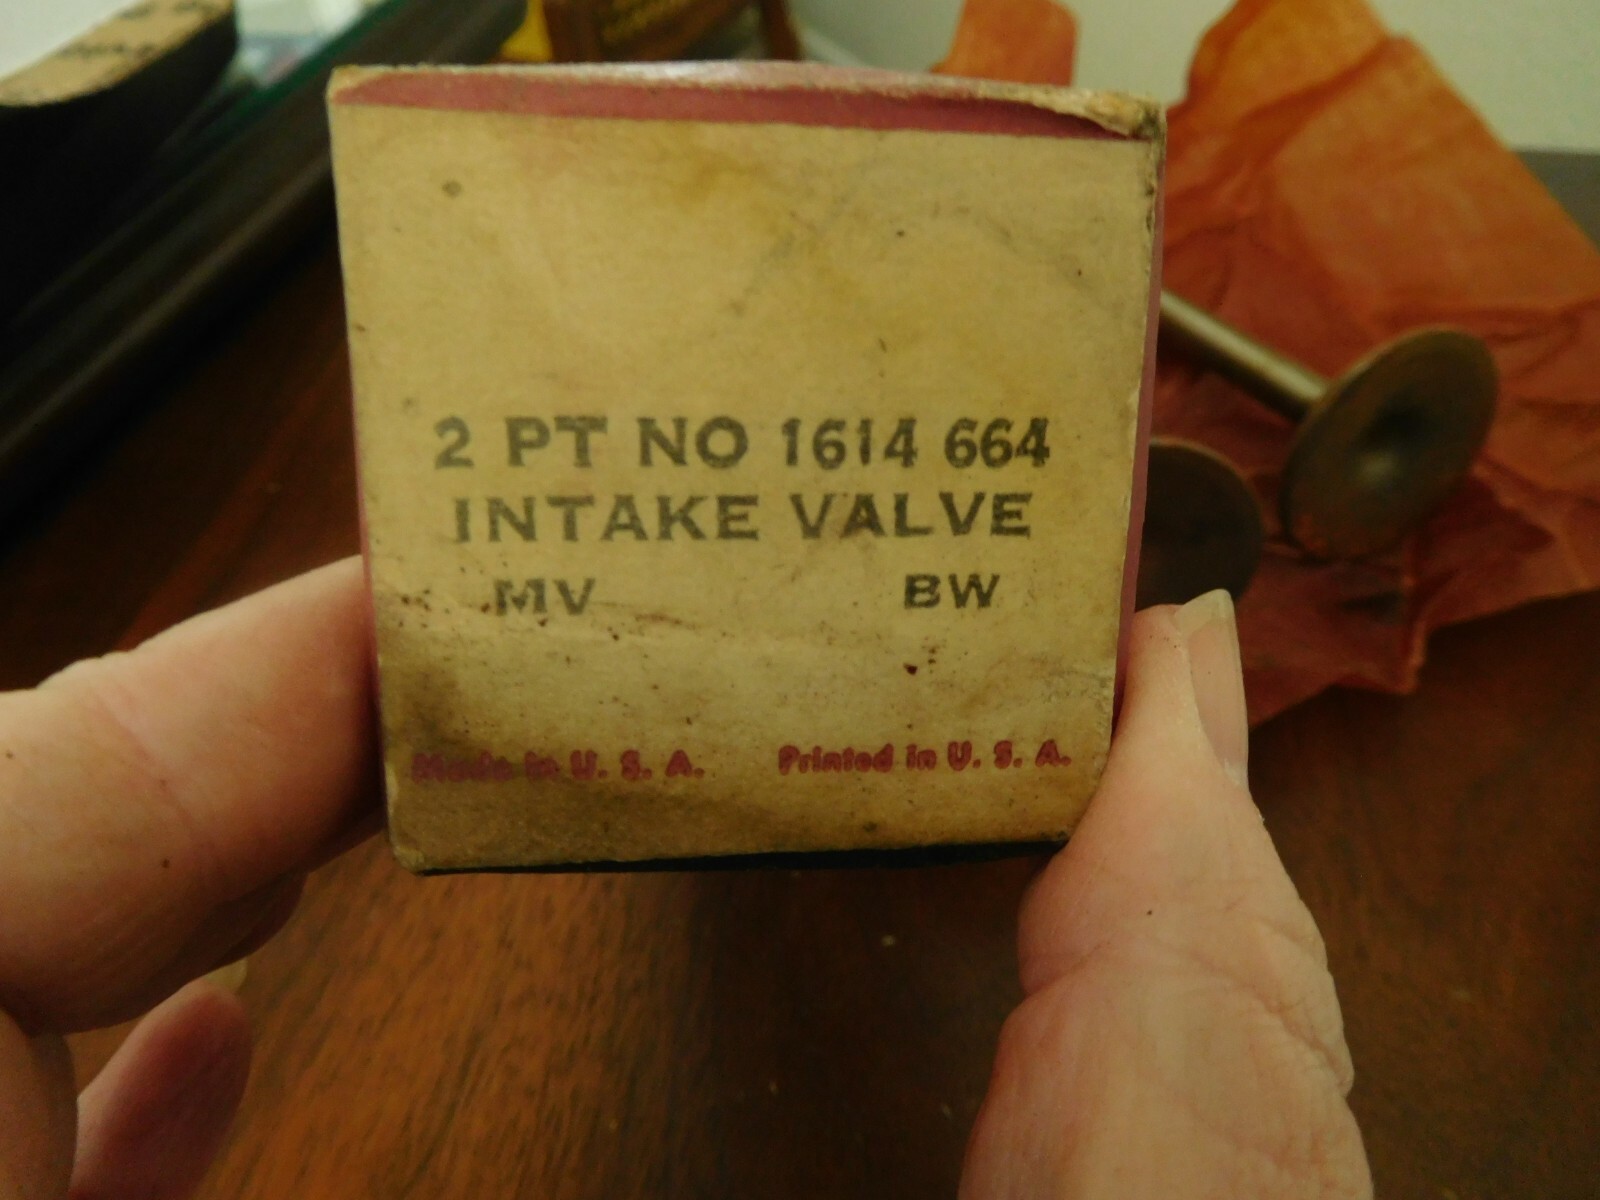 2 PT NO 1614 664
INTAKE VALVE
MV BW
Made in U. S. A. Printed in U. S. A.